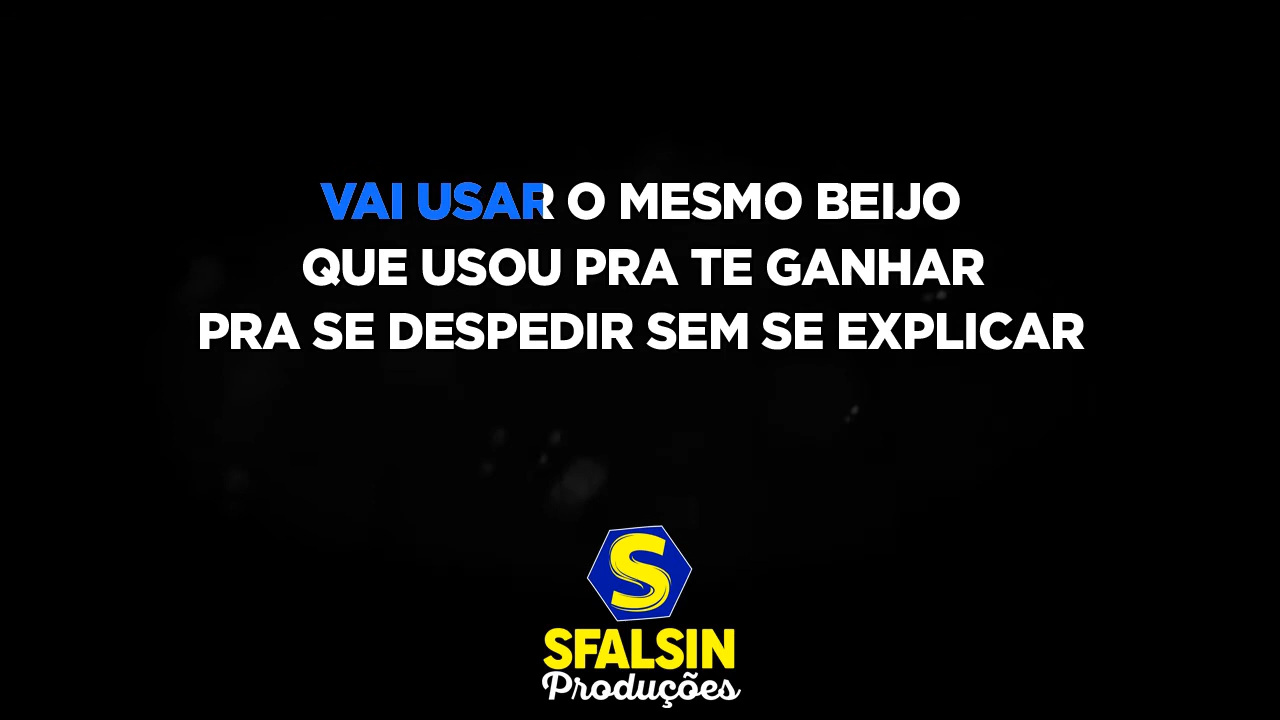 VAI USAR O MESMO BEIJO
QUE USOU PRA TE GANHAR
PRA SE DESPEDIR SEM SE EXPLICAR
S
SFALSIN
Produções